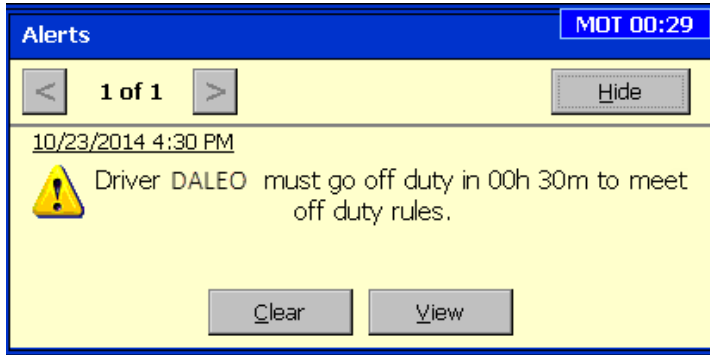 Alerts
MOT 00:29
< 1 of 1 > Hide
10/23/2014 4:30 PM
Driver DALEO must go off duty in 00h 30m to meet
off duty rules.
Clear View